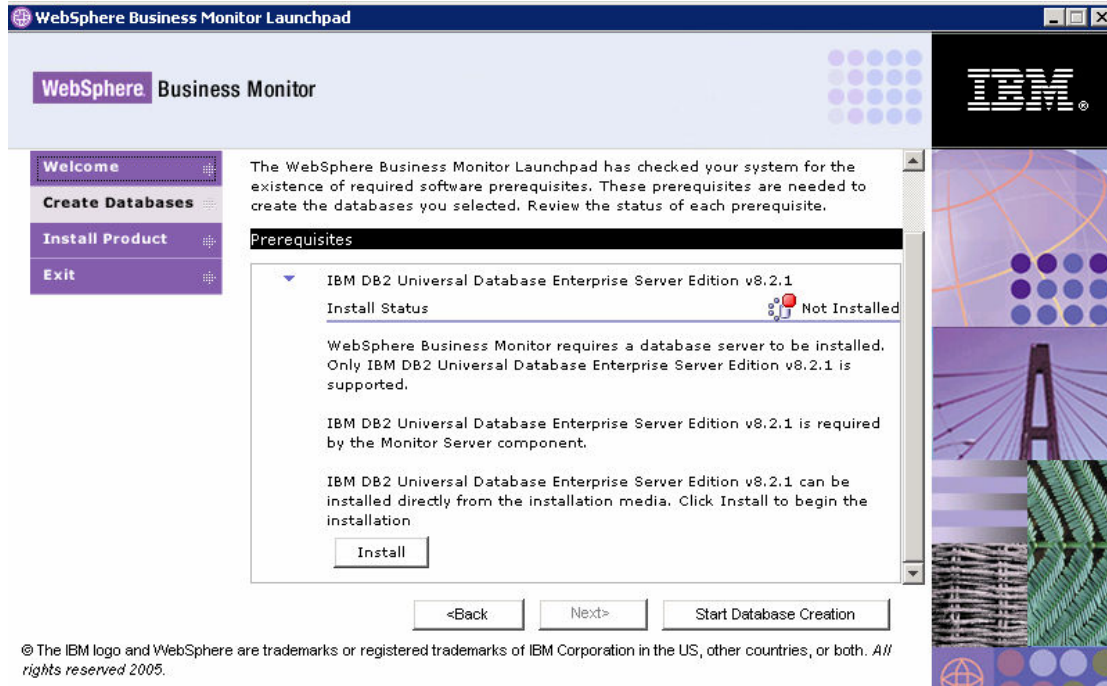 WebSphere Business Monitor Launchpad
WebSphere. Business Monitor
IBM®
Welcome
Create Databases
Install Product
Exit
The WebSphere Business Monitor Launchpad has checked your system for the
existence of required software prerequisites. These prerequisites are needed to
create the databases you selected. Review the status of each prerequisite.
Prerequisites
IBM DB2 Universal Database Enterprise Server Edition v8.2.1
Install Status Not Installed
WebSphere Business Monitor requires a database server to be installed.
Only IBM DB2 Universal Database Enterprise Server Edition v8.2.1 is
supported.
IBM DB2 Universal Database Enterprise Server Edition v8.2.1 is required
by the Monitor Server component.
IBM DB2 Universal Database Enterprise Server Edition v8.2.1 can be
installed directly from the installation media. Click Install to begin the
installation
Install
<Back Next> Start Database Creation
© The IBM logo and WebSphere are trademarks or registered trademarks of IBM Corporation in the US, other countries, or both. All
rights reserved 2005.